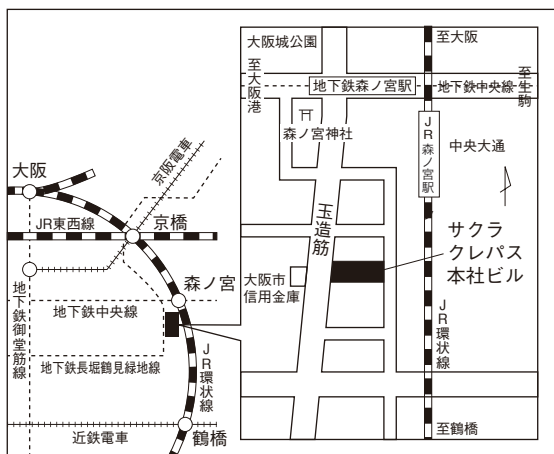 大阪
京阪電車
JR東西線
京橋
森ノ宮
地下鉄御堂筋線
地下鉄中央線
地下鉄長堀鶴見緑地線
JR環状線
近鉄電車
鶴橋
大阪城公園
至大阪
至大阪港
地下鉄森ノ宮駅
地下鉄中央線
至生駒
森ノ宮神社
JR森ノ宮駅
中央大通
玉造筋
サクラ
クレパス
本社ビル
大阪市
信用金庫
JR環状線
至鶴橋